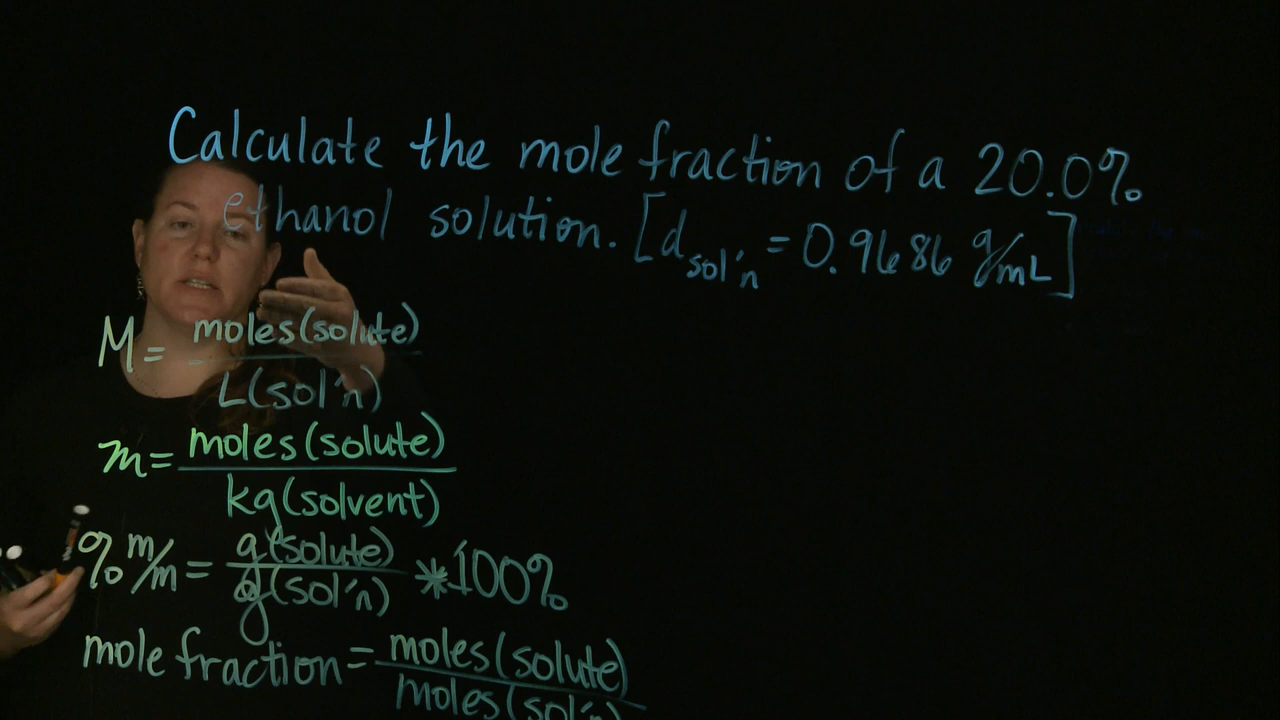 Calculate the mole fraction of a 20.0%
ethanol solution. [d sol'n = 0.9686 g/mL]
M = moles(solute)
L(sol'n)
m = moles(solute)
kg(solvent)
% m/m = g(solute)
g(sol'n) * 100%
mole fraction = moles(solute)
moles(sol'n)